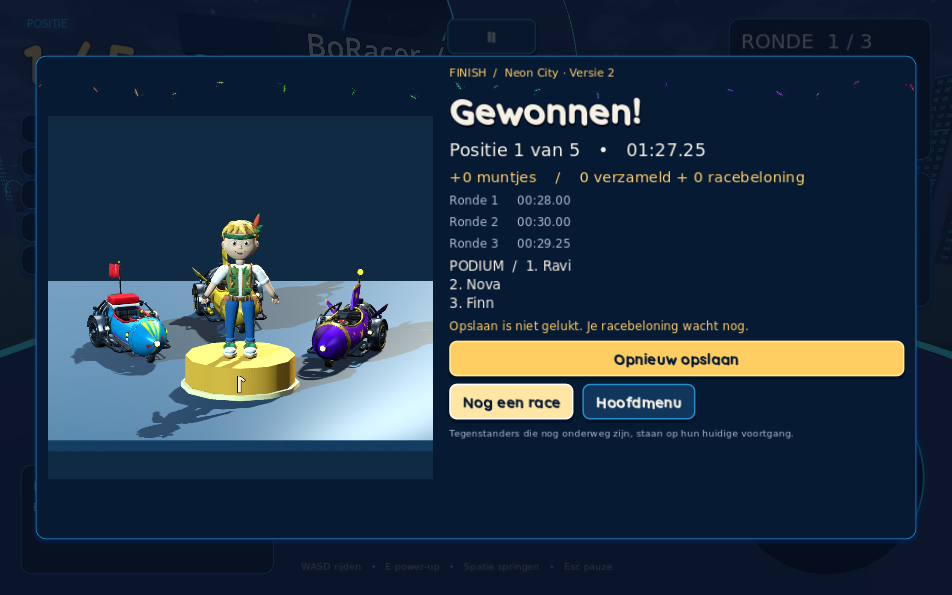 POSITIE
1 / 5
BoRacer /
RONDE 1 / 3
FINISH / Neon City · Versie 2
Gewonnen!
Positie 1 van 5 • 01:27.25
+0 muntjes / 0 verzameld + 0 racebeloning
Ronde 1 00:28.00
Ronde 2 00:30.00
Ronde 3 00:29.25
PODIUM / 1. Ravi
2. Nova
3. Finn
Opslaan is niet gelukt. Je racebeloning wacht nog.
Opnieuw opslaan
Nog een race
Hoofdmenu
Tegenstanders die nog onderweg zijn, staan op hun huidige voortgang.
1
WASD rijden • E power-up • Spatie springen • Esc pauze